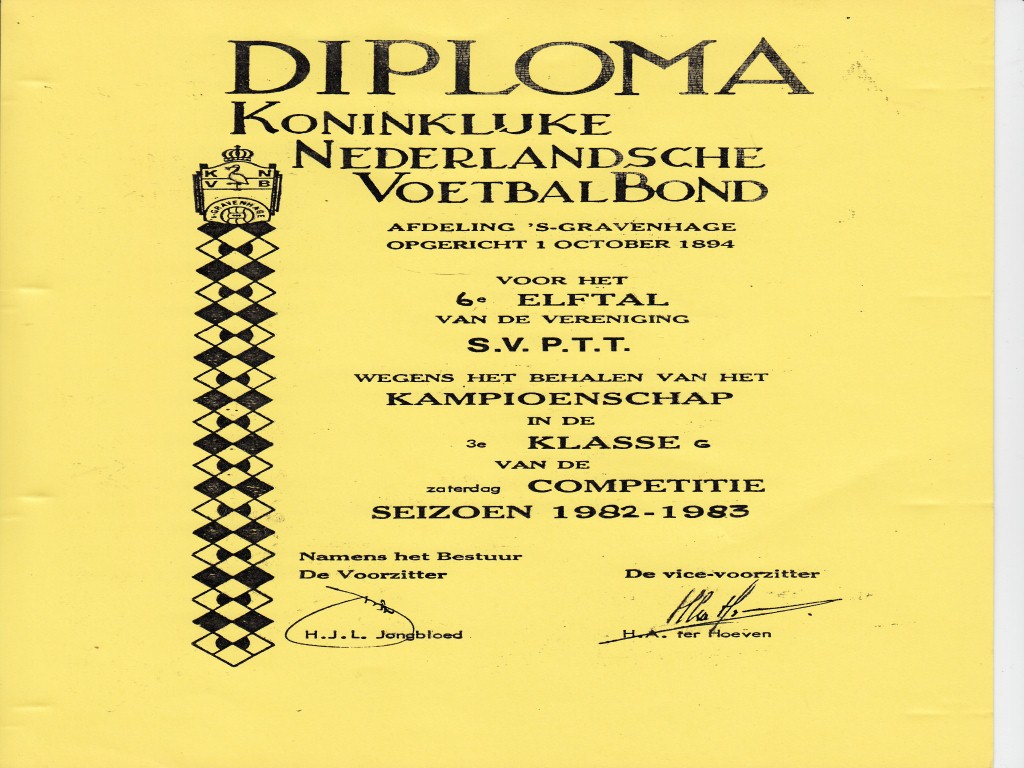 DIPLOMA
KONINKLIJKE
NEDERLANDSCHE
VOETBALBOND
K N
V B
'S-GRAVENHAGE
AFDELING 'S-GRAVENHAGE
OPGERICHT 1 OCTOBER 1894
VOOR HET
6e ELFTAL
VAN DE VERENIGING
S.V. P.T.T.
WEGENS HET BEHALEN VAN HET
KAMPIOENSCHAP
IN DE
3e KLASSE G
VAN DE
zaterdag COMPETITIE
SEIZOEN 1982-1983
Namens het Bestuur
De Voorzitter De vice-voorzitter
H.J.L. Jongbloed H.A. ter Hoeven